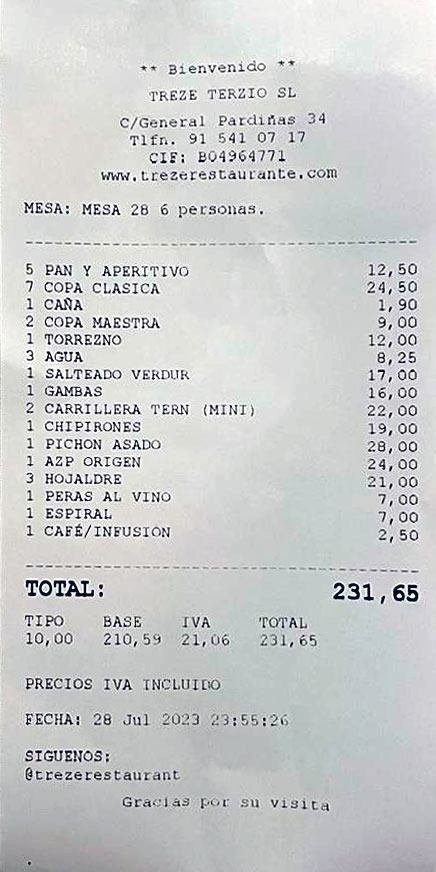 ** Bienvenido **
TREZE TERZIO SL
C/General Pardiñas 34
Tlfn. 91 541 07 17
CIF: B04964771
www.trezerestaurante.com
MESA: MESA 28 6 personas.
5 PAN Y APERITIVO 12,50
7 COPA CLASICA 24,50
1 CAÑA 1,90
2 COPA MAESTRA 9,00
1 TORREZNO 12,00
3 AGUA 8,25
1 SALTEADO VERDUR 17,00
1 GAMBAS 16,00
2 CARRILLERA TERN (MINI) 22,00
1 CHIPIRONES 19,00
1 PICHON ASADO 28,00
1 AZP ORIGEN 24,00
3 HOJALDRE 21,00
1 PERAS AL VINO 7,00
1 ESPIRAL 7,00
1 CAFÉ/INFUSIÓN 2,50
TOTAL: 231,65
TIPO BASE IVA TOTAL
10,00 210,59 21,06 231,65
PRECIOS IVA INCLUIDO
FECHA: 28 Jul 2023 23:55:26
SIGUENOS:
@trezerestaurant
Gracias por su visita